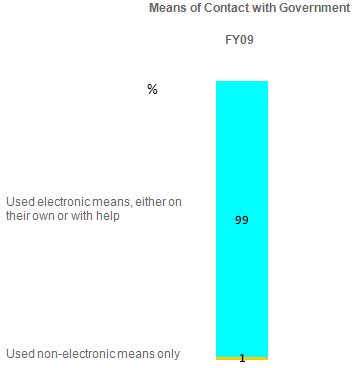 Means of Contact with Government
FY09
%
Used electronic means, either on
their own or with help
99
Used non-electronic means only
1